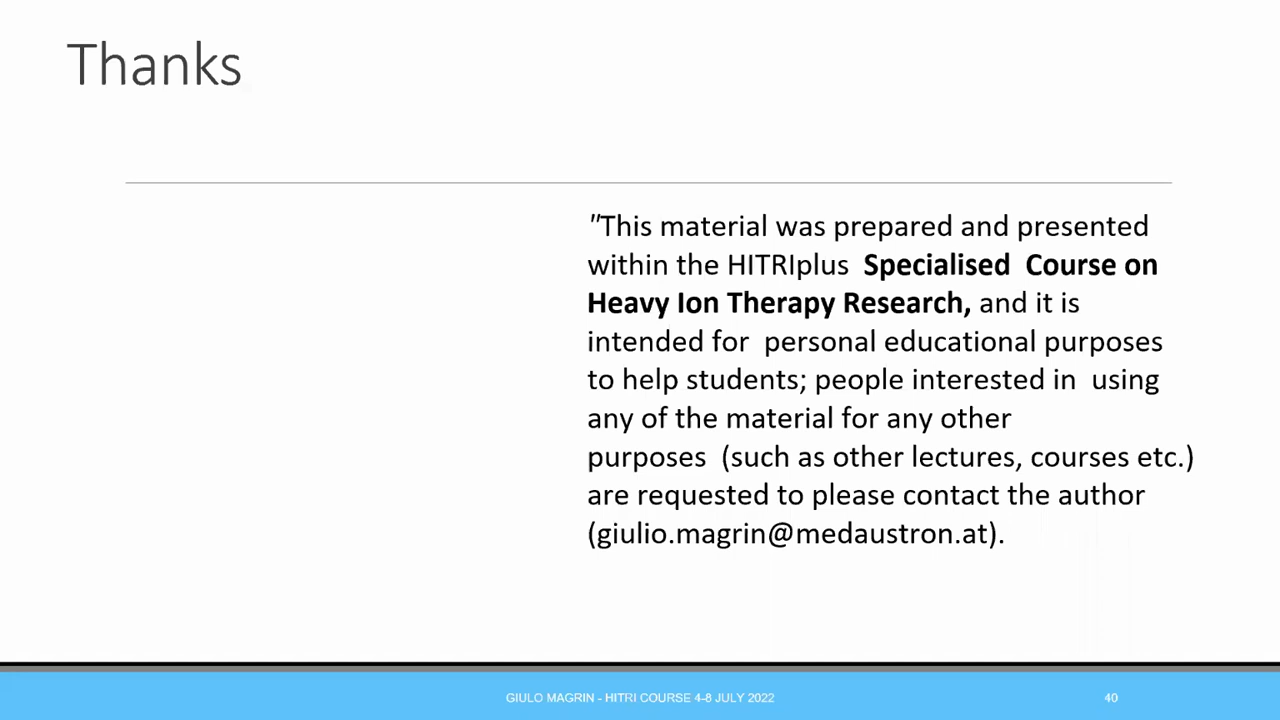 Thanks
"This material was prepared and presented
within the HITRIplus Specialised Course on
Heavy Ion Therapy Research, and it is
intended for personal educational purposes
to help students; people interested in using
any of the material for any other
purposes (such as other lectures, courses etc.)
are requested to please contact the author
(giulio.magrin@medaustron.at).
GIULO MAGRIN - HITRI COURSE 4-8 JULY 2022
40